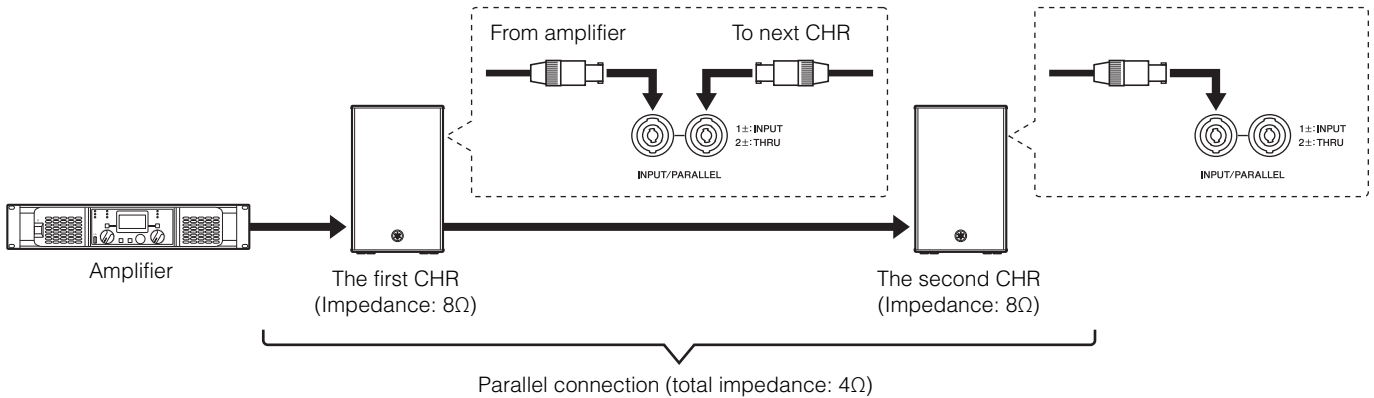 From amplifier
To next CHR
1±: INPUT
2±: THRU
INPUT/PARALLEL
1±: INPUT
2±: THRU
INPUT/PARALLEL
Amplifier
The first CHR
(Impedance: 8Ω)
The second CHR
(Impedance: 8Ω)
Parallel connection (total impedance: 4Ω)